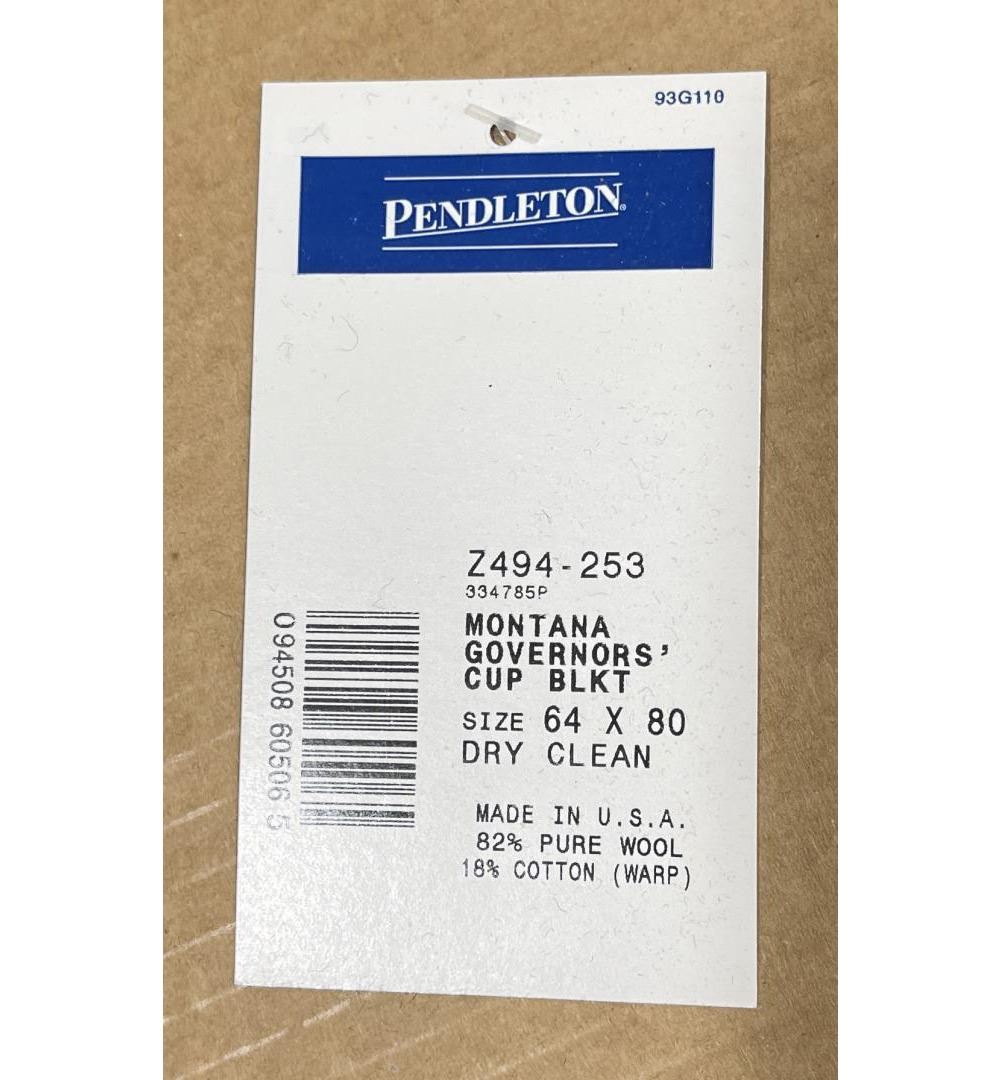 93G110
PENDLETON®
Z494-253
334785P
MONTANA
GOVERNORS'
CUP BLKT
SIZE 64 X 80
DRY CLEAN
094508 60506 5
MADE IN U.S.A.
82% PURE WOOL
18% COTTON (WARP)